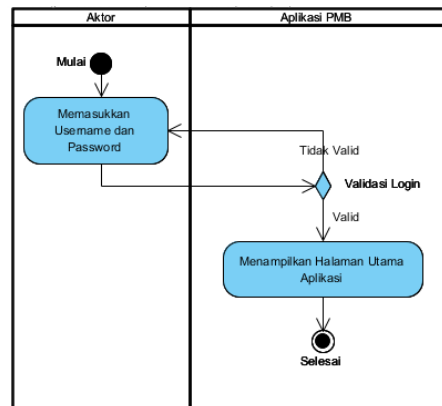 Aktor
Aplikasi PMB
Mulai
Memasukkan
Username dan
Password
Tidak Valid
Validasi Login
Valid
Menampilkan Halaman Utama
Aplikasi
Selesai